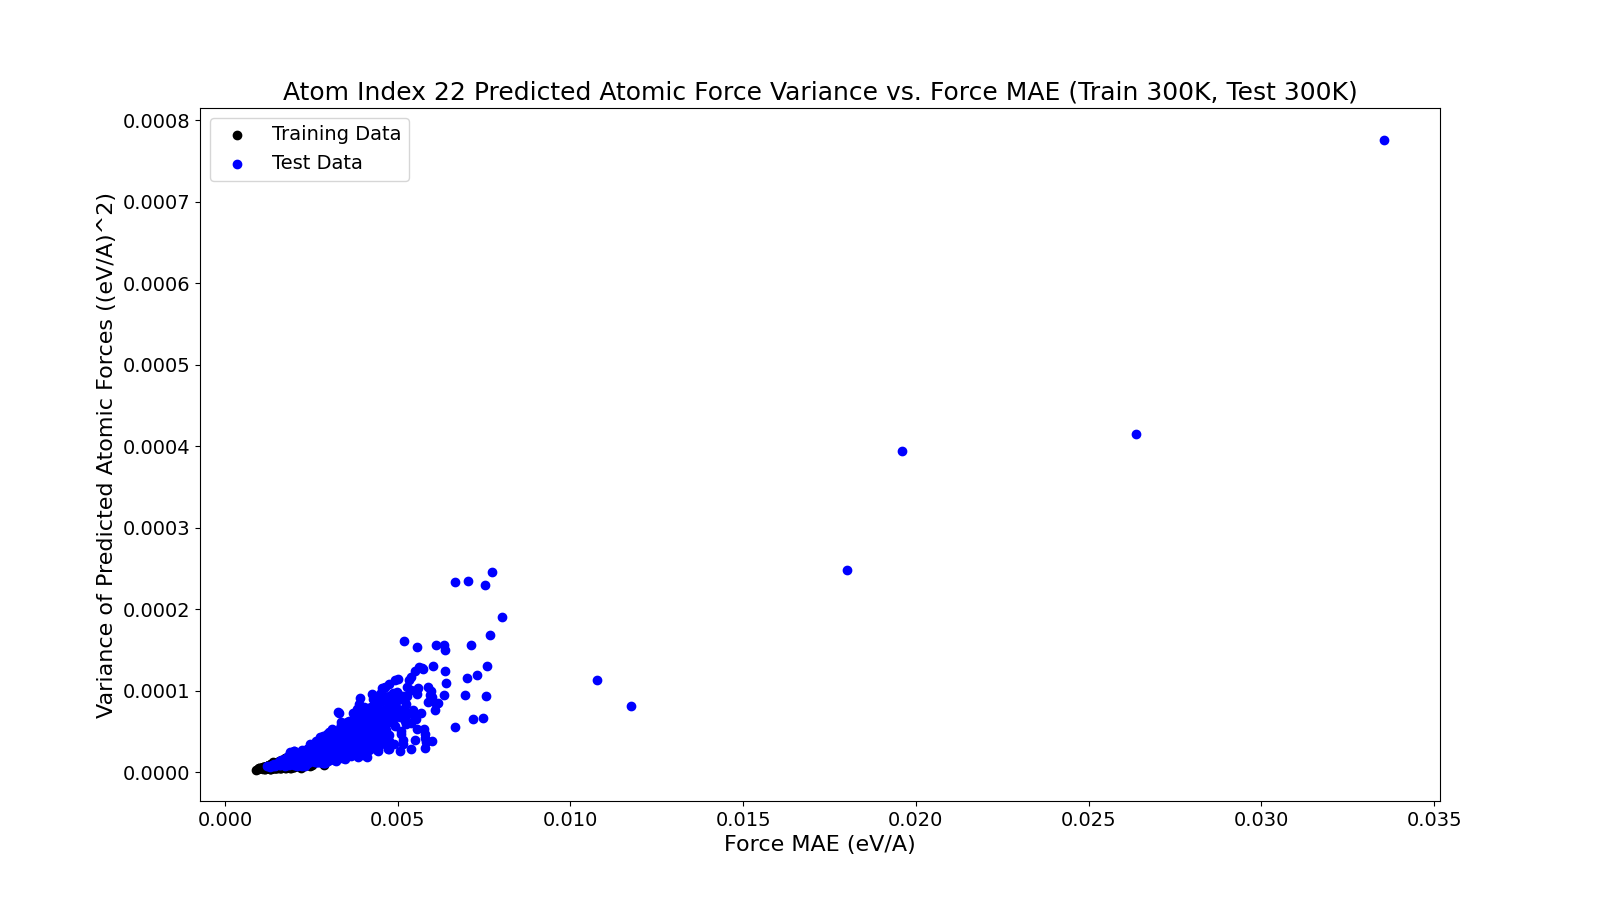 Atom Index 22 Predicted Atomic Force Variance vs. Force MAE (Train 300K, Test 300K)
Training Data
Test Data
Variance of Predicted Atomic Forces ((eV/A)^2)
0.0008
0.0007
0.0006
0.0005
0.0004
0.0003
0.0002
0.0001
0.0000
0.000 0.005 0.010 0.015 0.020 0.025 0.030 0.035
Force MAE (eV/A)